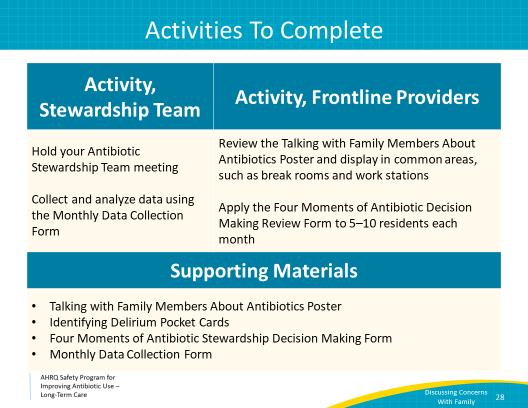 Activities To Complete
Activity,
Stewardship Team
Activity, Frontline Providers
Hold your Antibiotic
Stewardship Team meeting
Collect and analyze data using
the Monthly Data Collection
Form
Review the Talking with Family Members About
Antibiotics Poster and display in common areas,
such as break rooms and work stations
Apply the Four Moments of Antibiotic Decision
Making Review Form to 5–10 residents each
month
Supporting Materials
• Talking with Family Members About Antibiotics Poster
• Identifying Delirium Pocket Cards
• Four Moments of Antibiotic Stewardship Decision Making Form
• Monthly Data Collection Form
AHRQ Safety Program for
Improving Antibiotic Use –
Long-Term Care
Discussing Concerns
With Family
28